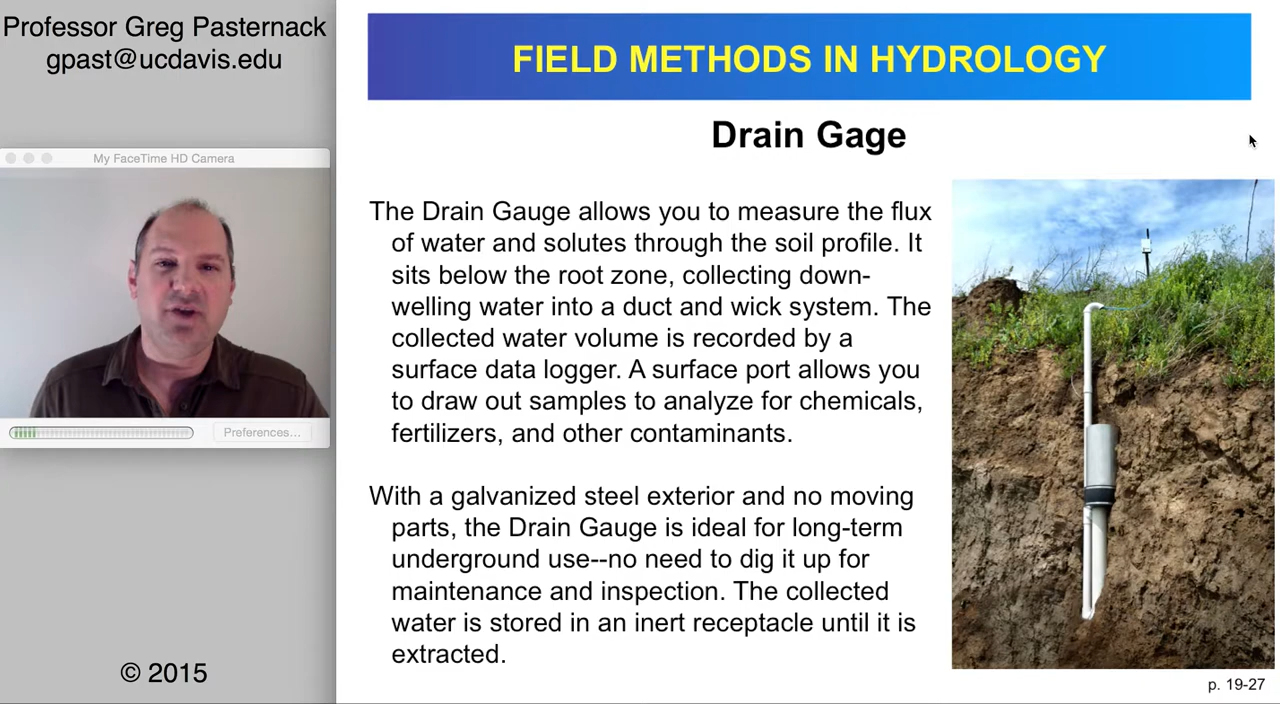 Professor Greg Pasternack
gpast@ucdavis.edu
My FaceTime HD Camera
Preferences...
© 2015
FIELD METHODS IN HYDROLOGY
Drain Gage
The Drain Gauge allows you to measure the flux
of water and solutes through the soil profile. It
sits below the root zone, collecting down-
welling water into a duct and wick system. The
collected water volume is recorded by a
surface data logger. A surface port allows you
to draw out samples to analyze for chemicals,
fertilizers, and other contaminants.
With a galvanized steel exterior and no moving
parts, the Drain Gauge is ideal for long-term
underground use--no need to dig it up for
maintenance and inspection. The collected
water is stored in an inert receptacle until it is
extracted.
p. 19-27